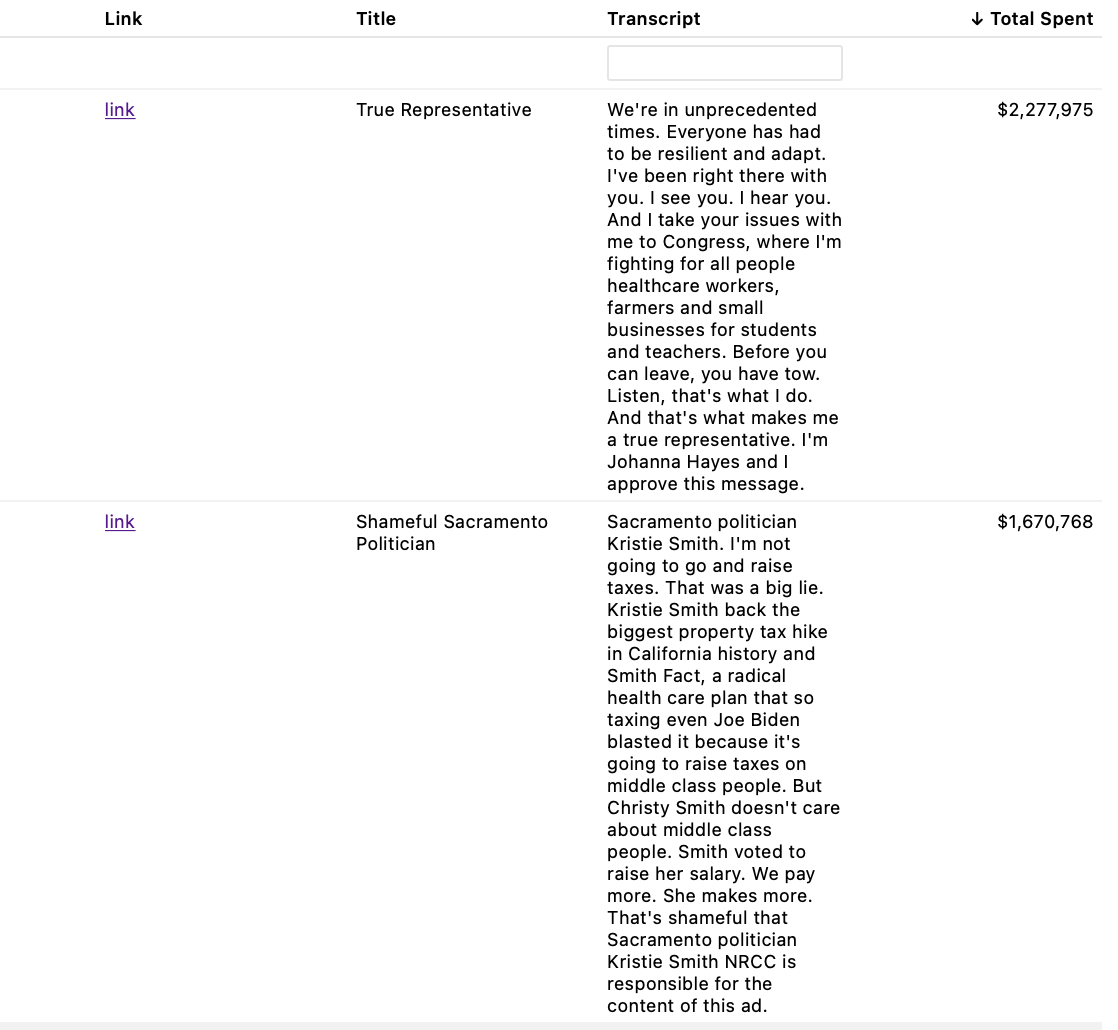 Link Title Transcript ↓ Total Spent
link True Representative We're in unprecedented $2,277,975
times. Everyone has had
to be resilient and adapt.
I've been right there with
you. I see you. I hear you.
And I take your issues with
me to Congress, where I'm
fighting for all people
healthcare workers,
farmers and small
businesses for students
and teachers. Before you
can leave, you have tow.
Listen, that's what I do.
And that's what makes me
a true representative. I'm
Johanna Hayes and I
approve this message.
link Shameful Sacramento Sacramento politician $1,670,768
Politician Kristie Smith. I'm not
going to go and raise
taxes. That was a big lie.
Kristie Smith back the
biggest property tax hike
in California history and
Smith Fact, a radical
health care plan that so
taxing even Joe Biden
blasted it because it's
going to raise taxes on
middle class people. But
Christy Smith doesn't care
about middle class
people. Smith voted to
raise her salary. We pay
more. She makes more.
That's shameful that
Sacramento politician
Kristie Smith NRCC is
responsible for the
content of this ad.